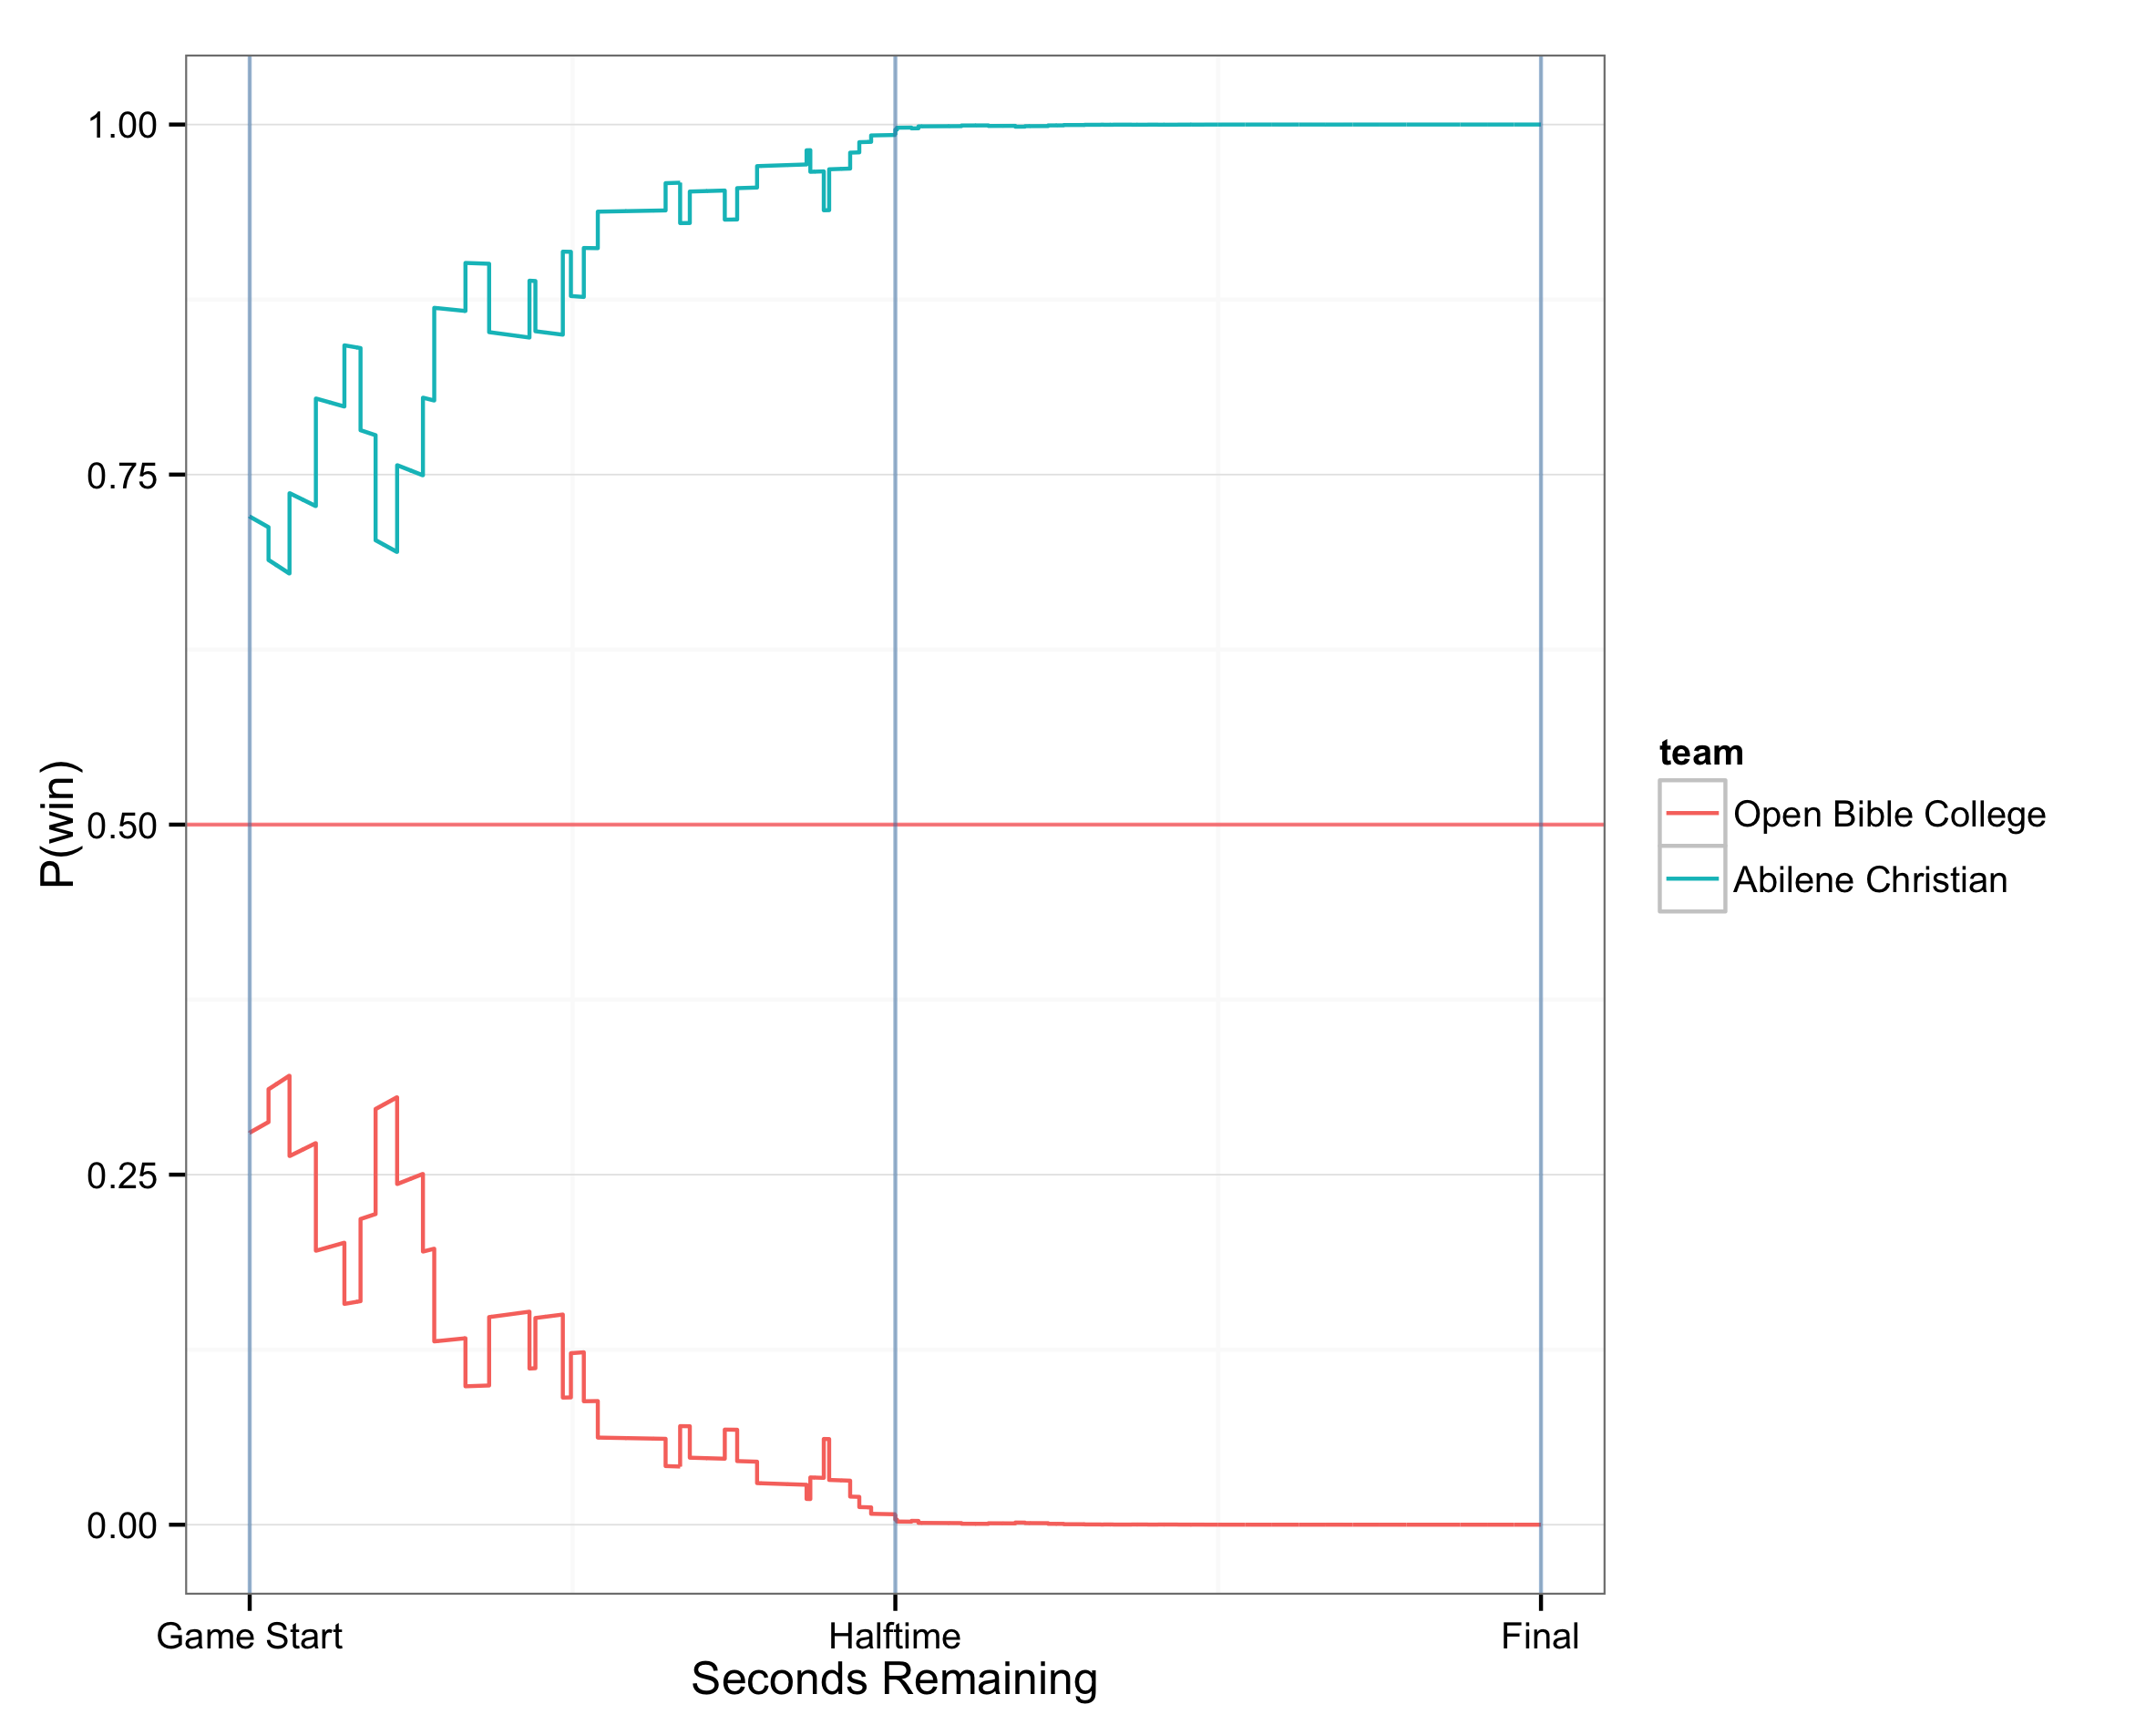 1.00
0.75
0.50
0.25
0.00
P(win)
Game Start
Halftime
Final
Seconds Remaining
team
Open Bible College
Abilene Christian